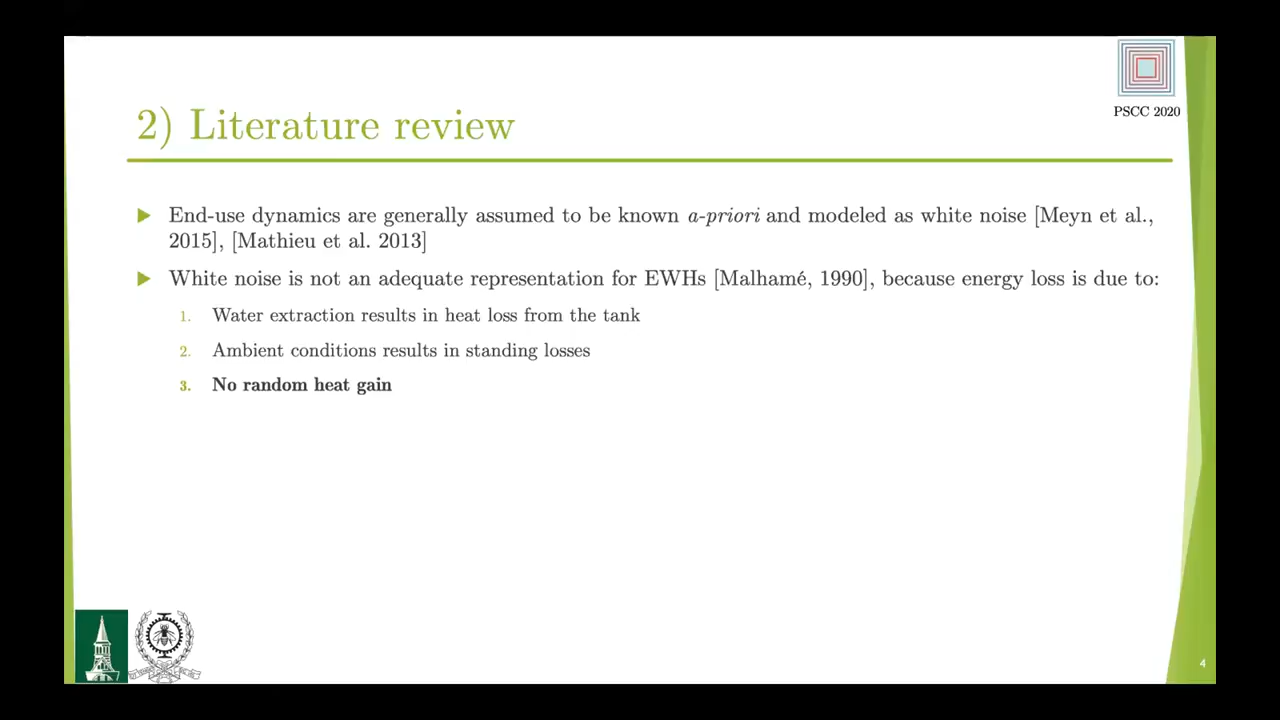 PSCC 2020
2) Literature review
End-use dynamics are generally assumed to be known a-priori and modeled as white noise [Meyn et al.,
2015], [Mathieu et al. 2013]
White noise is not an adequate representation for EWHs [Malhamé, 1990], because energy loss is due to:
1. Water extraction results in heat loss from the tank
2. Ambient conditions results in standing losses
3. No random heat gain
4